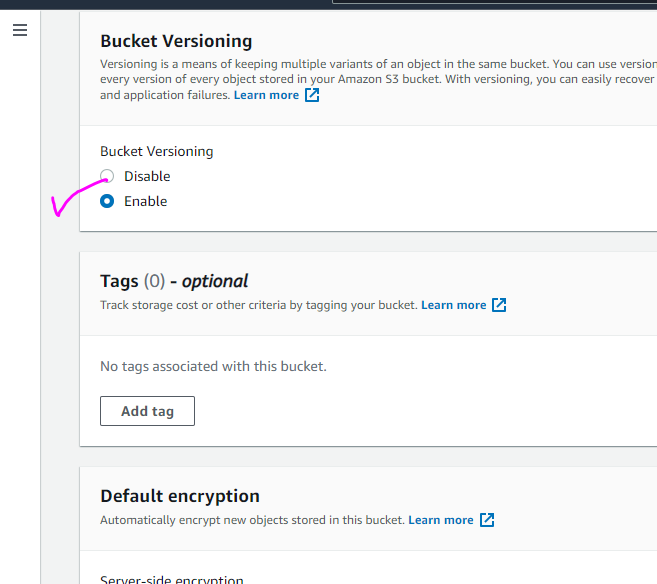 Bucket Versioning
Versioning is a means of keeping multiple variants of an object in the same bucket. You can use version
every version of every object stored in your Amazon S3 bucket. With versioning, you can easily recover
and application failures. Learn more
Bucket Versioning
Disable
Enable
Tags (0) - optional
Track storage cost or other criteria by tagging your bucket. Learn more
No tags associated with this bucket.
Add tag
Default encryption
Automatically encrypt new objects stored in this bucket. Learn more
Server-side encryption